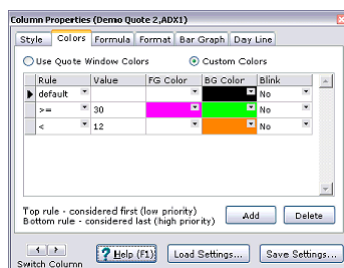 Column Properties (Demo Quote 2,ADX1)
Style Colors Formula Format Bar Graph Day Line
Use Quote Window Colors Custom Colors
Rule Value FG Color BG Color Blink
default No
>= 30 No
< 12 No
Top rule - considered first (low priority)
Bottom rule - considered last (high priority)
Add Delete
< >
Switch Column
? Help (F1) Load Settings... Save Settings...